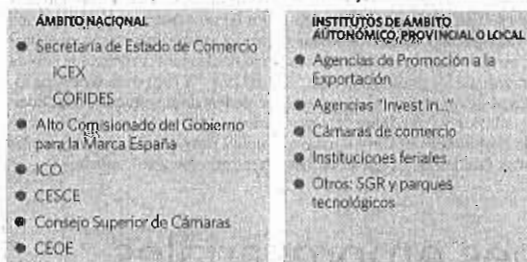 ÁMBITO NACIONAL
● Secretaría de Estado de Comercio
ICEX
COFIDES
● Alto Comisionado del Gobierno
para la Marca España
● ICO
● CESCE
● Consejo Superior de Cámaras
● CEOE
INSTITUTOS DE ÁMBITO
AUTONÓMICO, PROVINCIAL O LOCAL
● Agencias de Promoción a la
Exportación
● Agencias "Invest in..."
● Cámaras de comercio
● Instituciones feriales
● Otros: SGR y parques
tecnológicos